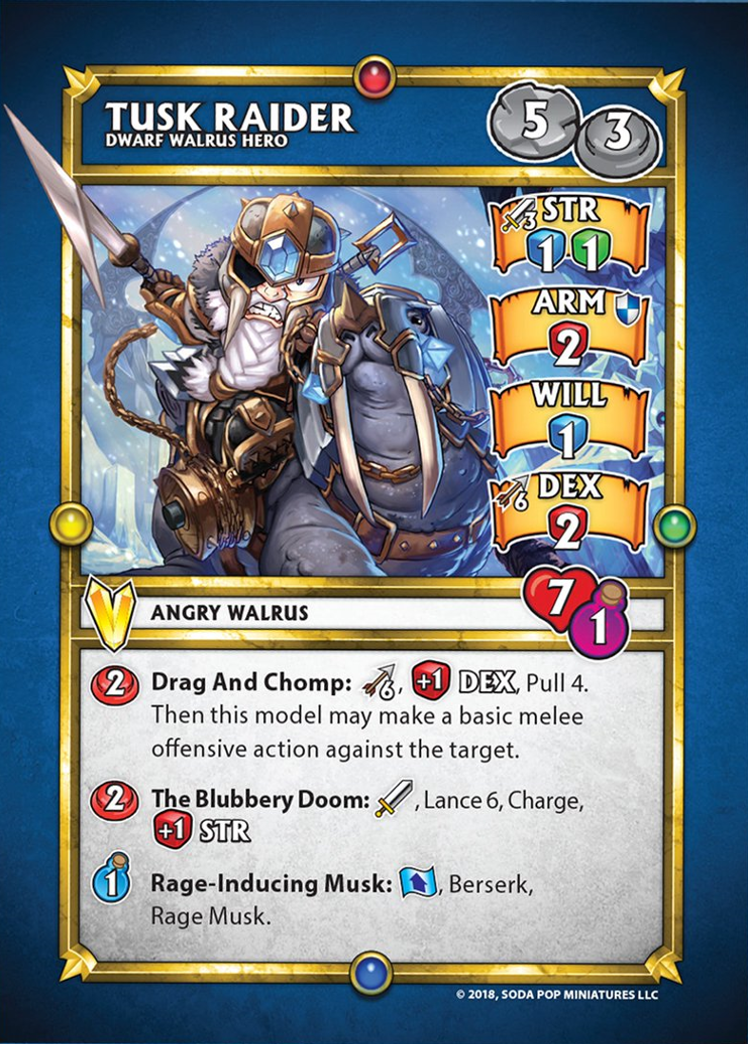 TUSK RAIDER
DWARF WALRUS HERO
5 3
3 STR
1 1
ARM
2
WILL
1
6 DEX
2
7
1
ANGRY WALRUS
2 Drag And Chomp: 6, +1 DEX, Pull 4.
Then this model may make a basic melee
offensive action against the target.
2 The Blubbery Doom: , Lance 6, Charge,
+1 STR
1 Rage-Inducing Musk: , Berserk,
Rage Musk.
© 2018, SODA POP MINIATURES LLC